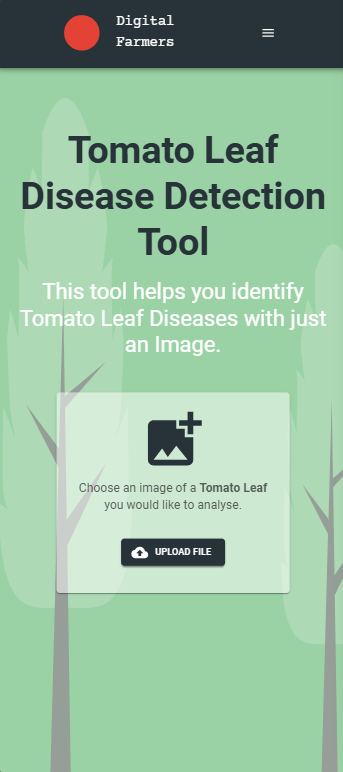 Digital
Farmers
Tomato Leaf
Disease Detection
Tool
This tool helps you identify
Tomato Leaf Diseases with just
an Image.
Choose an image of a Tomato Leaf
you would like to analyse.
UPLOAD FILE